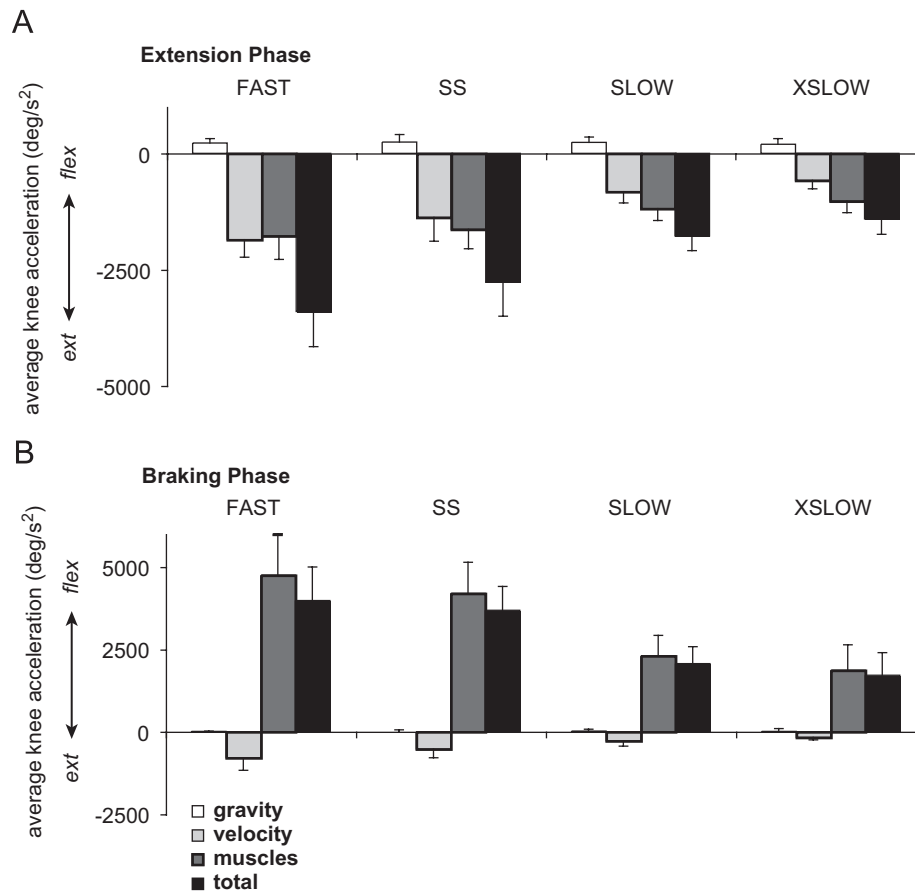 A
Extension Phase
FAST SS SLOW XSLOW
average knee acceleration (deg/s²)
ext flex
0
-2500
-5000
B
Braking Phase
FAST SS SLOW XSLOW
average knee acceleration (deg/s²)
ext flex
5000
2500
0
-2500
gravity
velocity
muscles
total